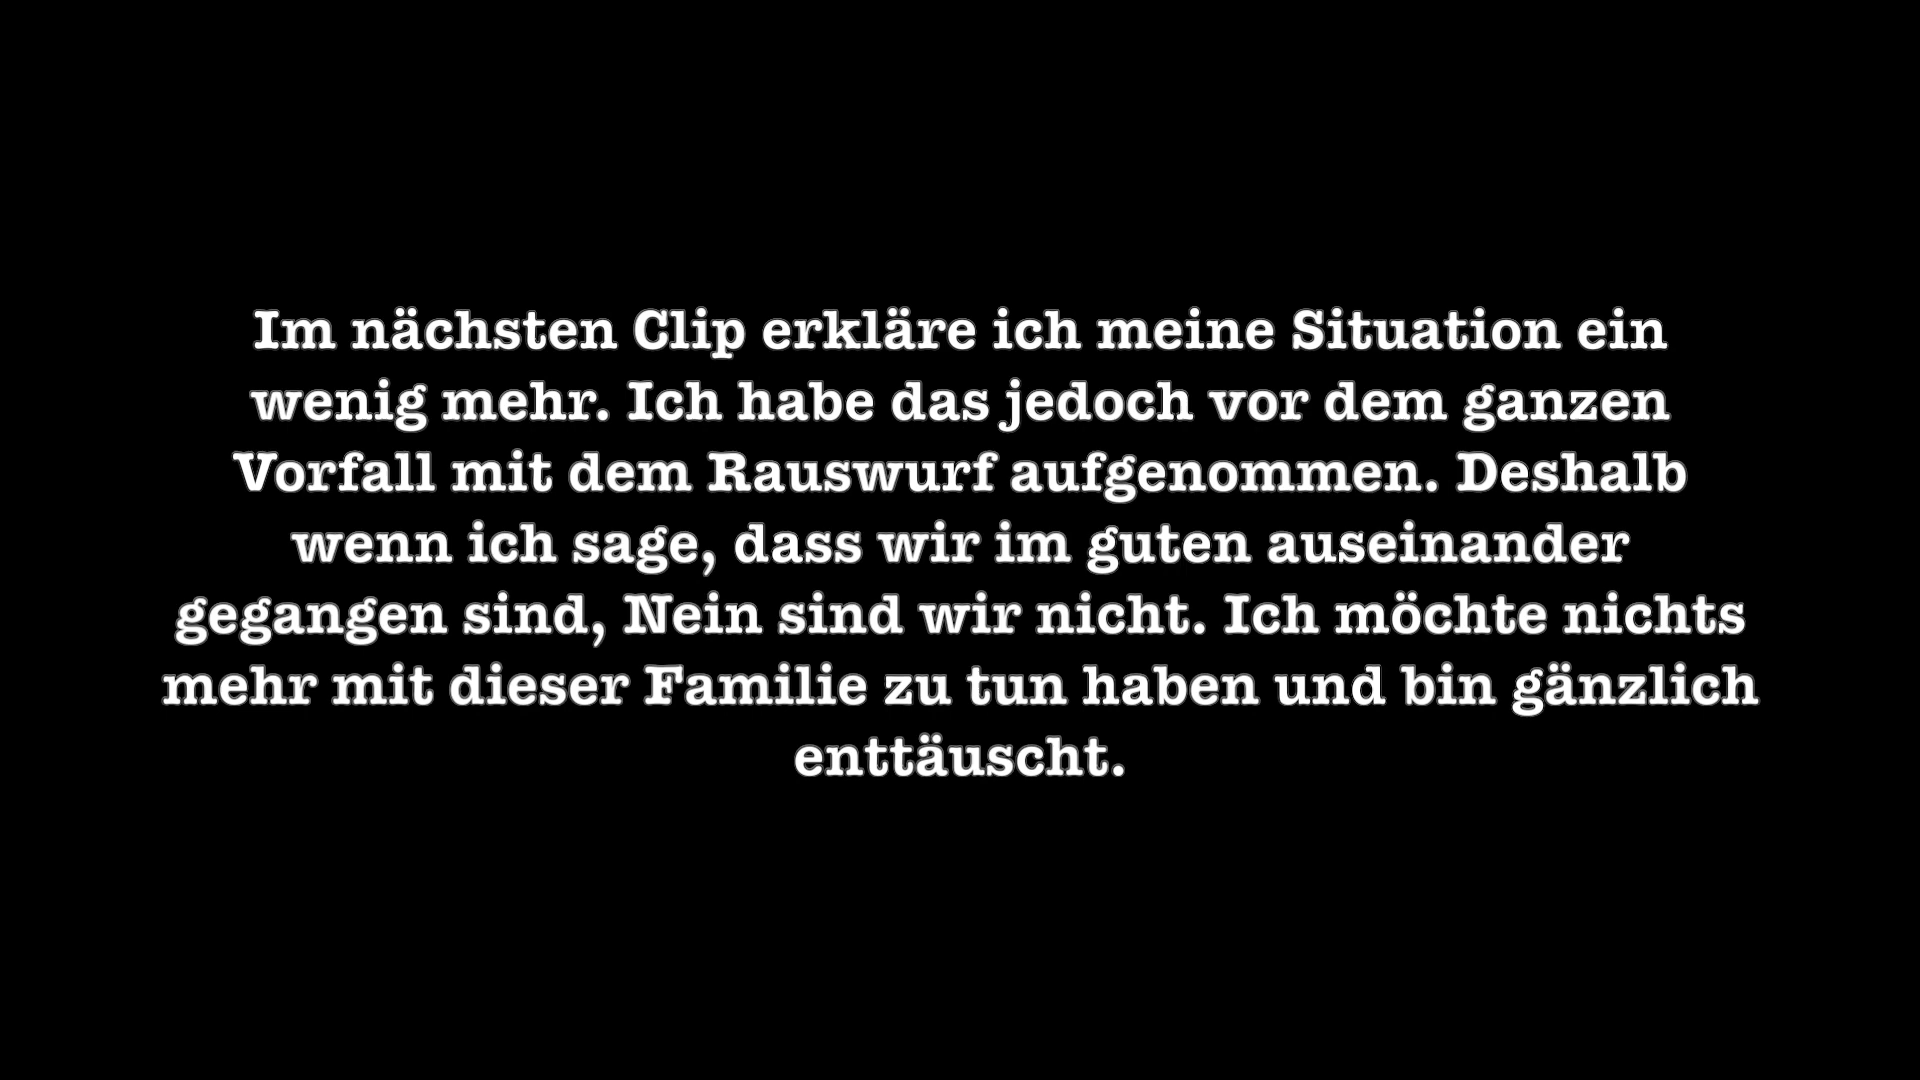 Im nächsten Clip erkläre ich meine Situation ein
wenig mehr. Ich habe das jedoch vor dem ganzen
Vorfall mit dem Rauswurf aufgenommen. Deshalb
wenn ich sage, dass wir im guten auseinander
gegangen sind, Nein sind wir nicht. Ich möchte nichts
mehr mit dieser Familie zu tun haben und bin gänzlich
enttäuscht.